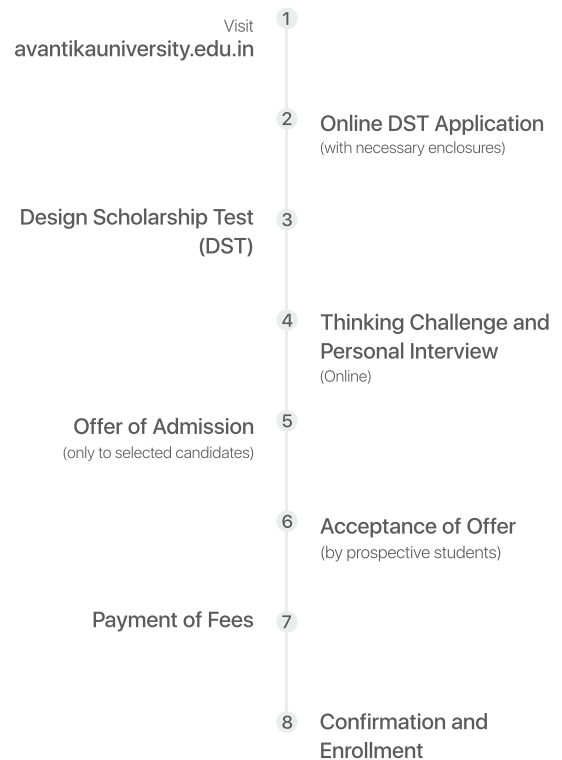 Visit
avantikauniversity.edu.in
1
2
Online DST Application
(with necessary enclosures)
Design Scholarship Test
(DST)
3
4
Thinking Challenge and
Personal Interview
(Online)
Offer of Admission
(only to selected candidates)
5
6
Acceptance of Offer
(by prospective students)
Payment of Fees
7
8
Confirmation and
Enrollment